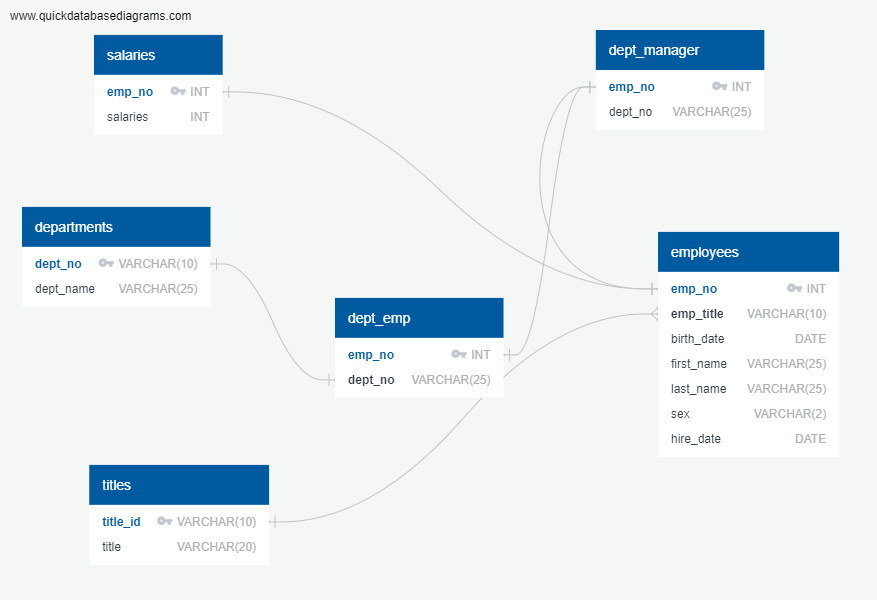 www.quickdatabasediagrams.com
salaries
emp_no INT
salaries INT
dept_manager
emp_no INT
dept_no VARCHAR(25)
departments
dept_no VARCHAR(10)
dept_name VARCHAR(25)
employees
emp_no INT
emp_title VARCHAR(10)
birth_date DATE
first_name VARCHAR(25)
last_name VARCHAR(25)
sex VARCHAR(2)
hire_date DATE
dept_emp
emp_no INT
dept_no VARCHAR(25)
titles
title_id VARCHAR(10)
title VARCHAR(20)